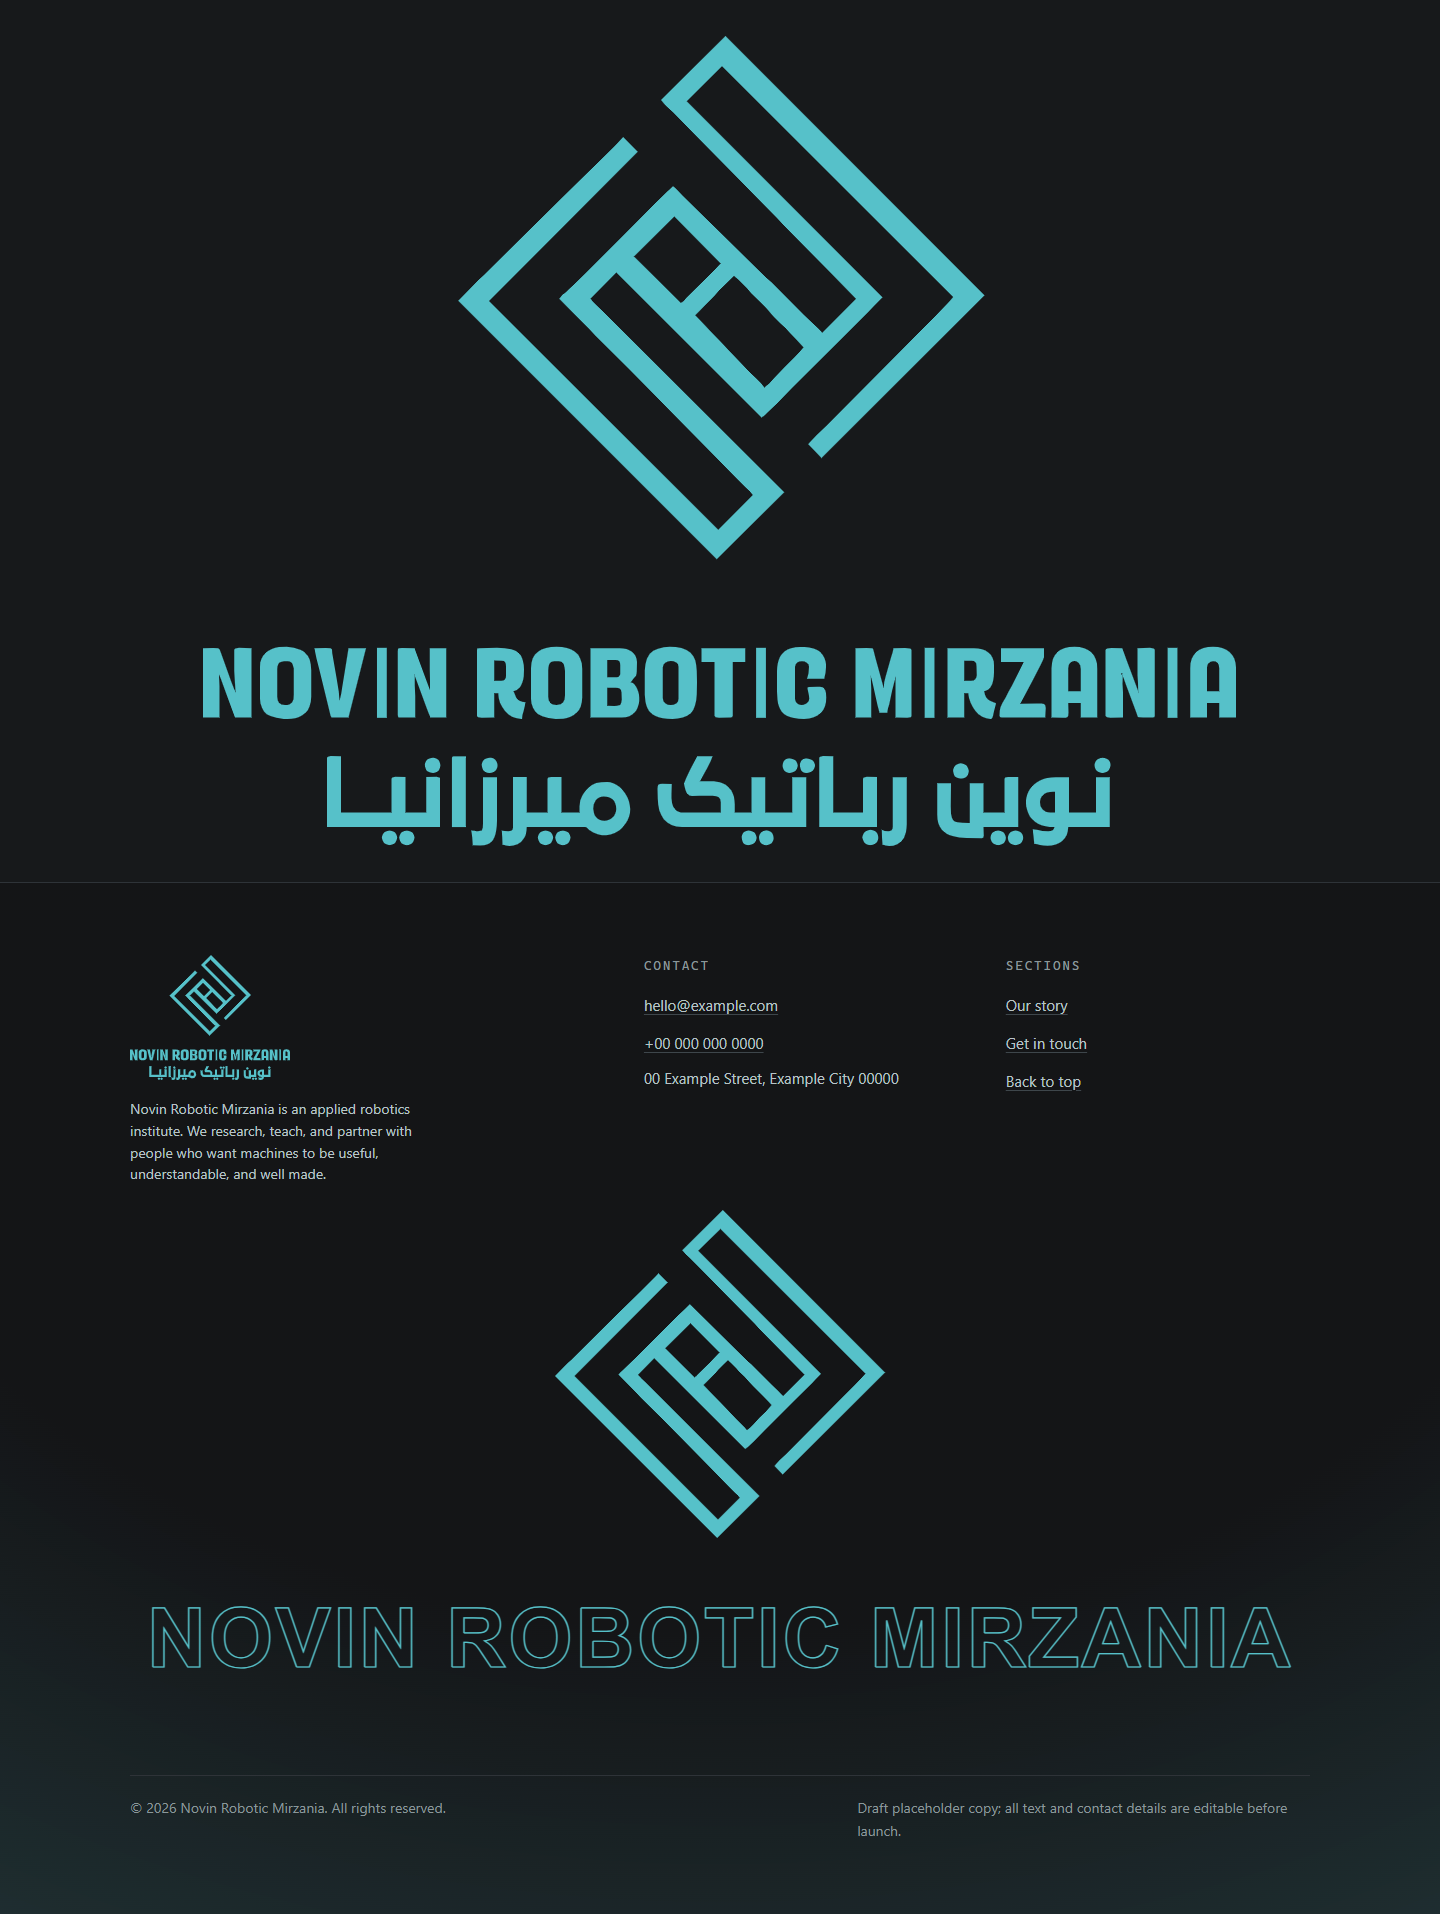 NOVIN ROBOTIC MIRZANIA
نوین رباتیک میرزانیا
NOVIN ROBOTIC MIRZANIA
نوین رباتیک میرزانیا
Novin Robotic Mirzania is an applied robotics
institute. We research, teach, and partner with
people who want machines to be useful,
understandable, and well made.
CONTACT
hello@example.com
+00 000 000 0000
00 Example Street, Example City 00000
SECTIONS
Our story
Get in touch
Back to top
NOVIN ROBOTIC MIRZANIA
© 2026 Novin Robotic Mirzania. All rights reserved.
Draft placeholder copy; all text and contact details are editable before
launch.